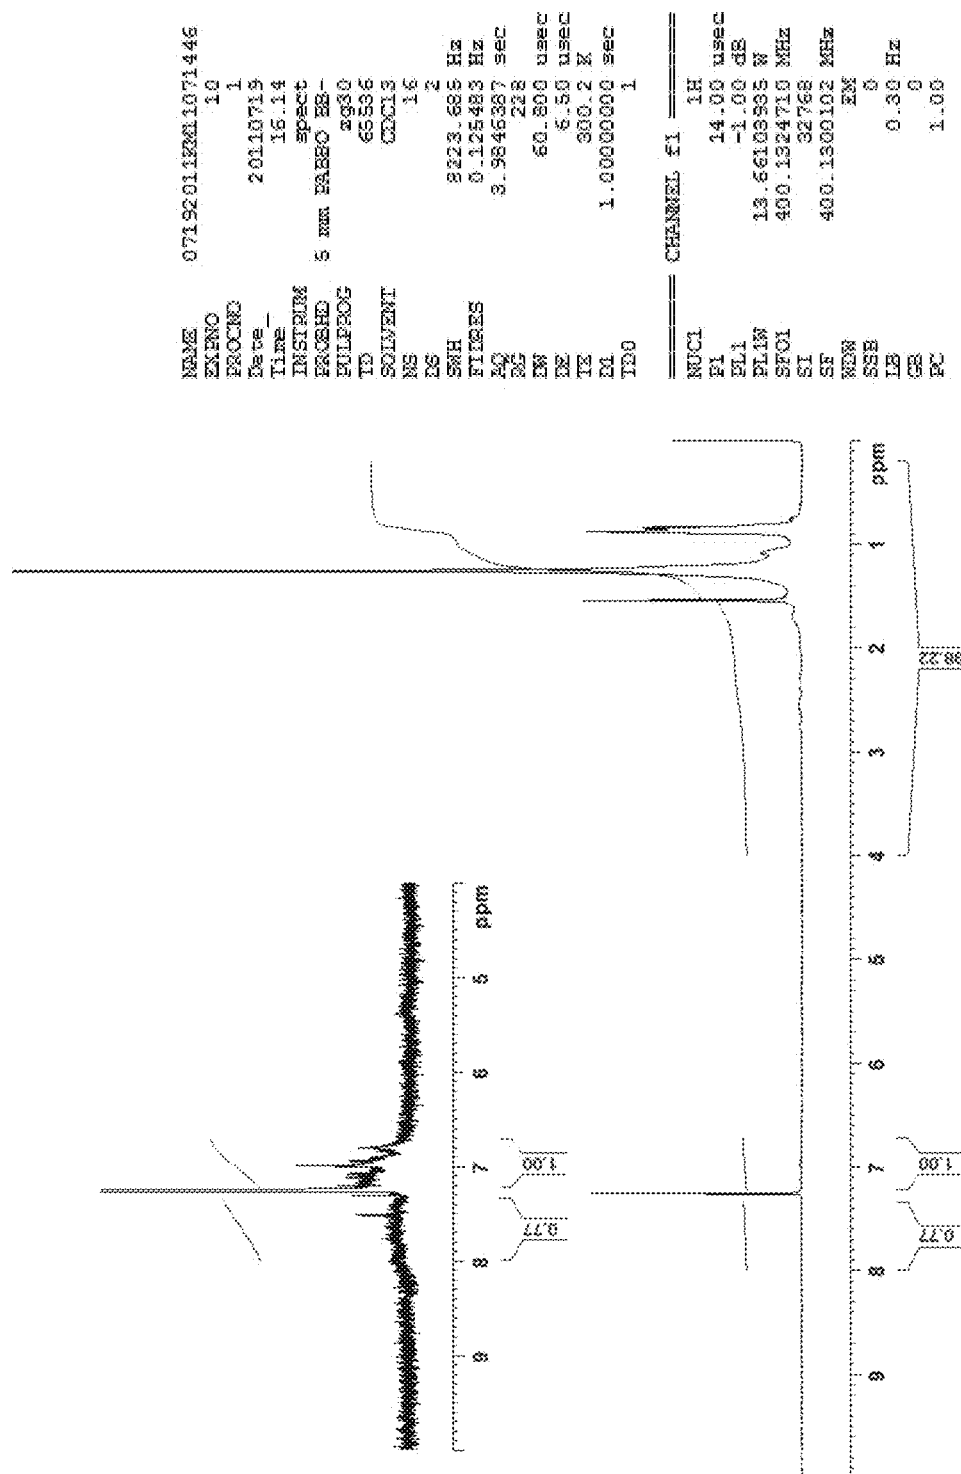 NAME 07192011KM11071446
EXPNO 10
PROCNO 1
Date_ 20110719
Time 16.14
INSTRUM spect
PROBHD 5 mm PABBO BB-
PULPROG zg30
TD 65536
SOLVENT CDCl3
NS 16
DS 2
SWH 8223.685 Hz
FIDRES 0.125483 Hz
AQ 3.9846387 sec
RG 228
DW 60.800 usec
DE 6.50 usec
TE 300.2 K
D1 1.00000000 sec
TD0 1
======== CHANNEL f1 ========
NUC1 1H
P1 14.00 usec
PL1 -1.00 dB
PL1W 13.66103935 W
SFO1 400.1324710 MHz
SI 32768
SF 400.1300102 MHz
WDW EM
SSB 0
LB 0.30 Hz
GB 0
PC 1.00
9 8 7 6 5 ppm
0.77 1.00
9 8 7 6 5 4 3 2 1 ppm
0.77 1.00 98.22